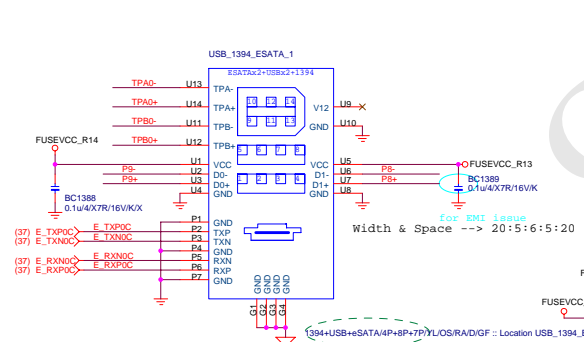 USB_1394_ESATA_1
ESATAx2+USBx2+1394
TPA0- U13 TPA-
TPA0+ U14 TPA+ 10 12 14 V12 U9
TPB0- U11 TPB- 9 11 13 GND U10
TPB0+ U12 TPB+
FUSEVCC_R14
5 6 7 8
U1 VCC VCC U5 FUSEVCC_R13
P9- U2 D0- D1- U6 P8-
P9+ U3 D0+ 1 2 3 4 D1+ U7 P8+
U4 GND GND U8
BC1389
0.1u/4/X7R/16V/K
BC1388
0.1u/4/X7R/16V/K/X
for EMI issue
Width & Space --> 20:5:6:5:20
P1 GND
(37) E_TXP0C E_TXP0C P2 TXP
(37) E_TXN0C E_TXN0C P3 TXN
P4 GND
(37) E_RXN0C E_RXN0C P5 RXN
(37) E_RXP0C E_RXP0C P6 RXP
P7 GND
GND GND GND GND
G1 G2 G3 G4
FUSEVCC_
1394+USB+eSATA/4P+8P+7P/YL/OS/RA/D/GF :: Location USB_1394_E